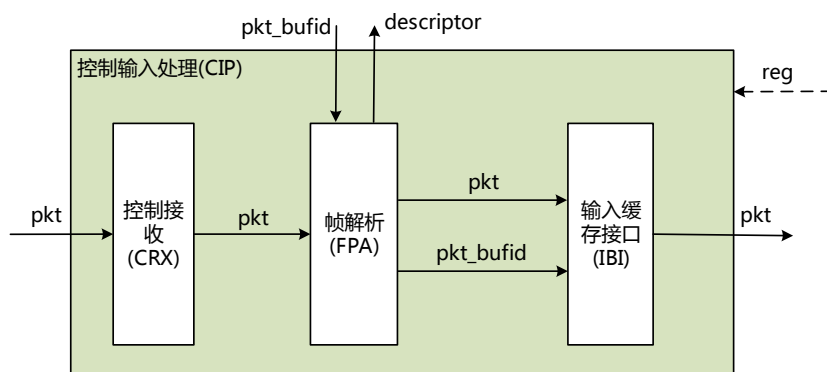 pkt_bufid
descriptor
控制输入处理(CIP)
reg
pkt
控制接
收
(CRX)
pkt
帧解析
(FPA)
pkt
pkt_bufid
输入缓
存接口
(IBI)
pkt